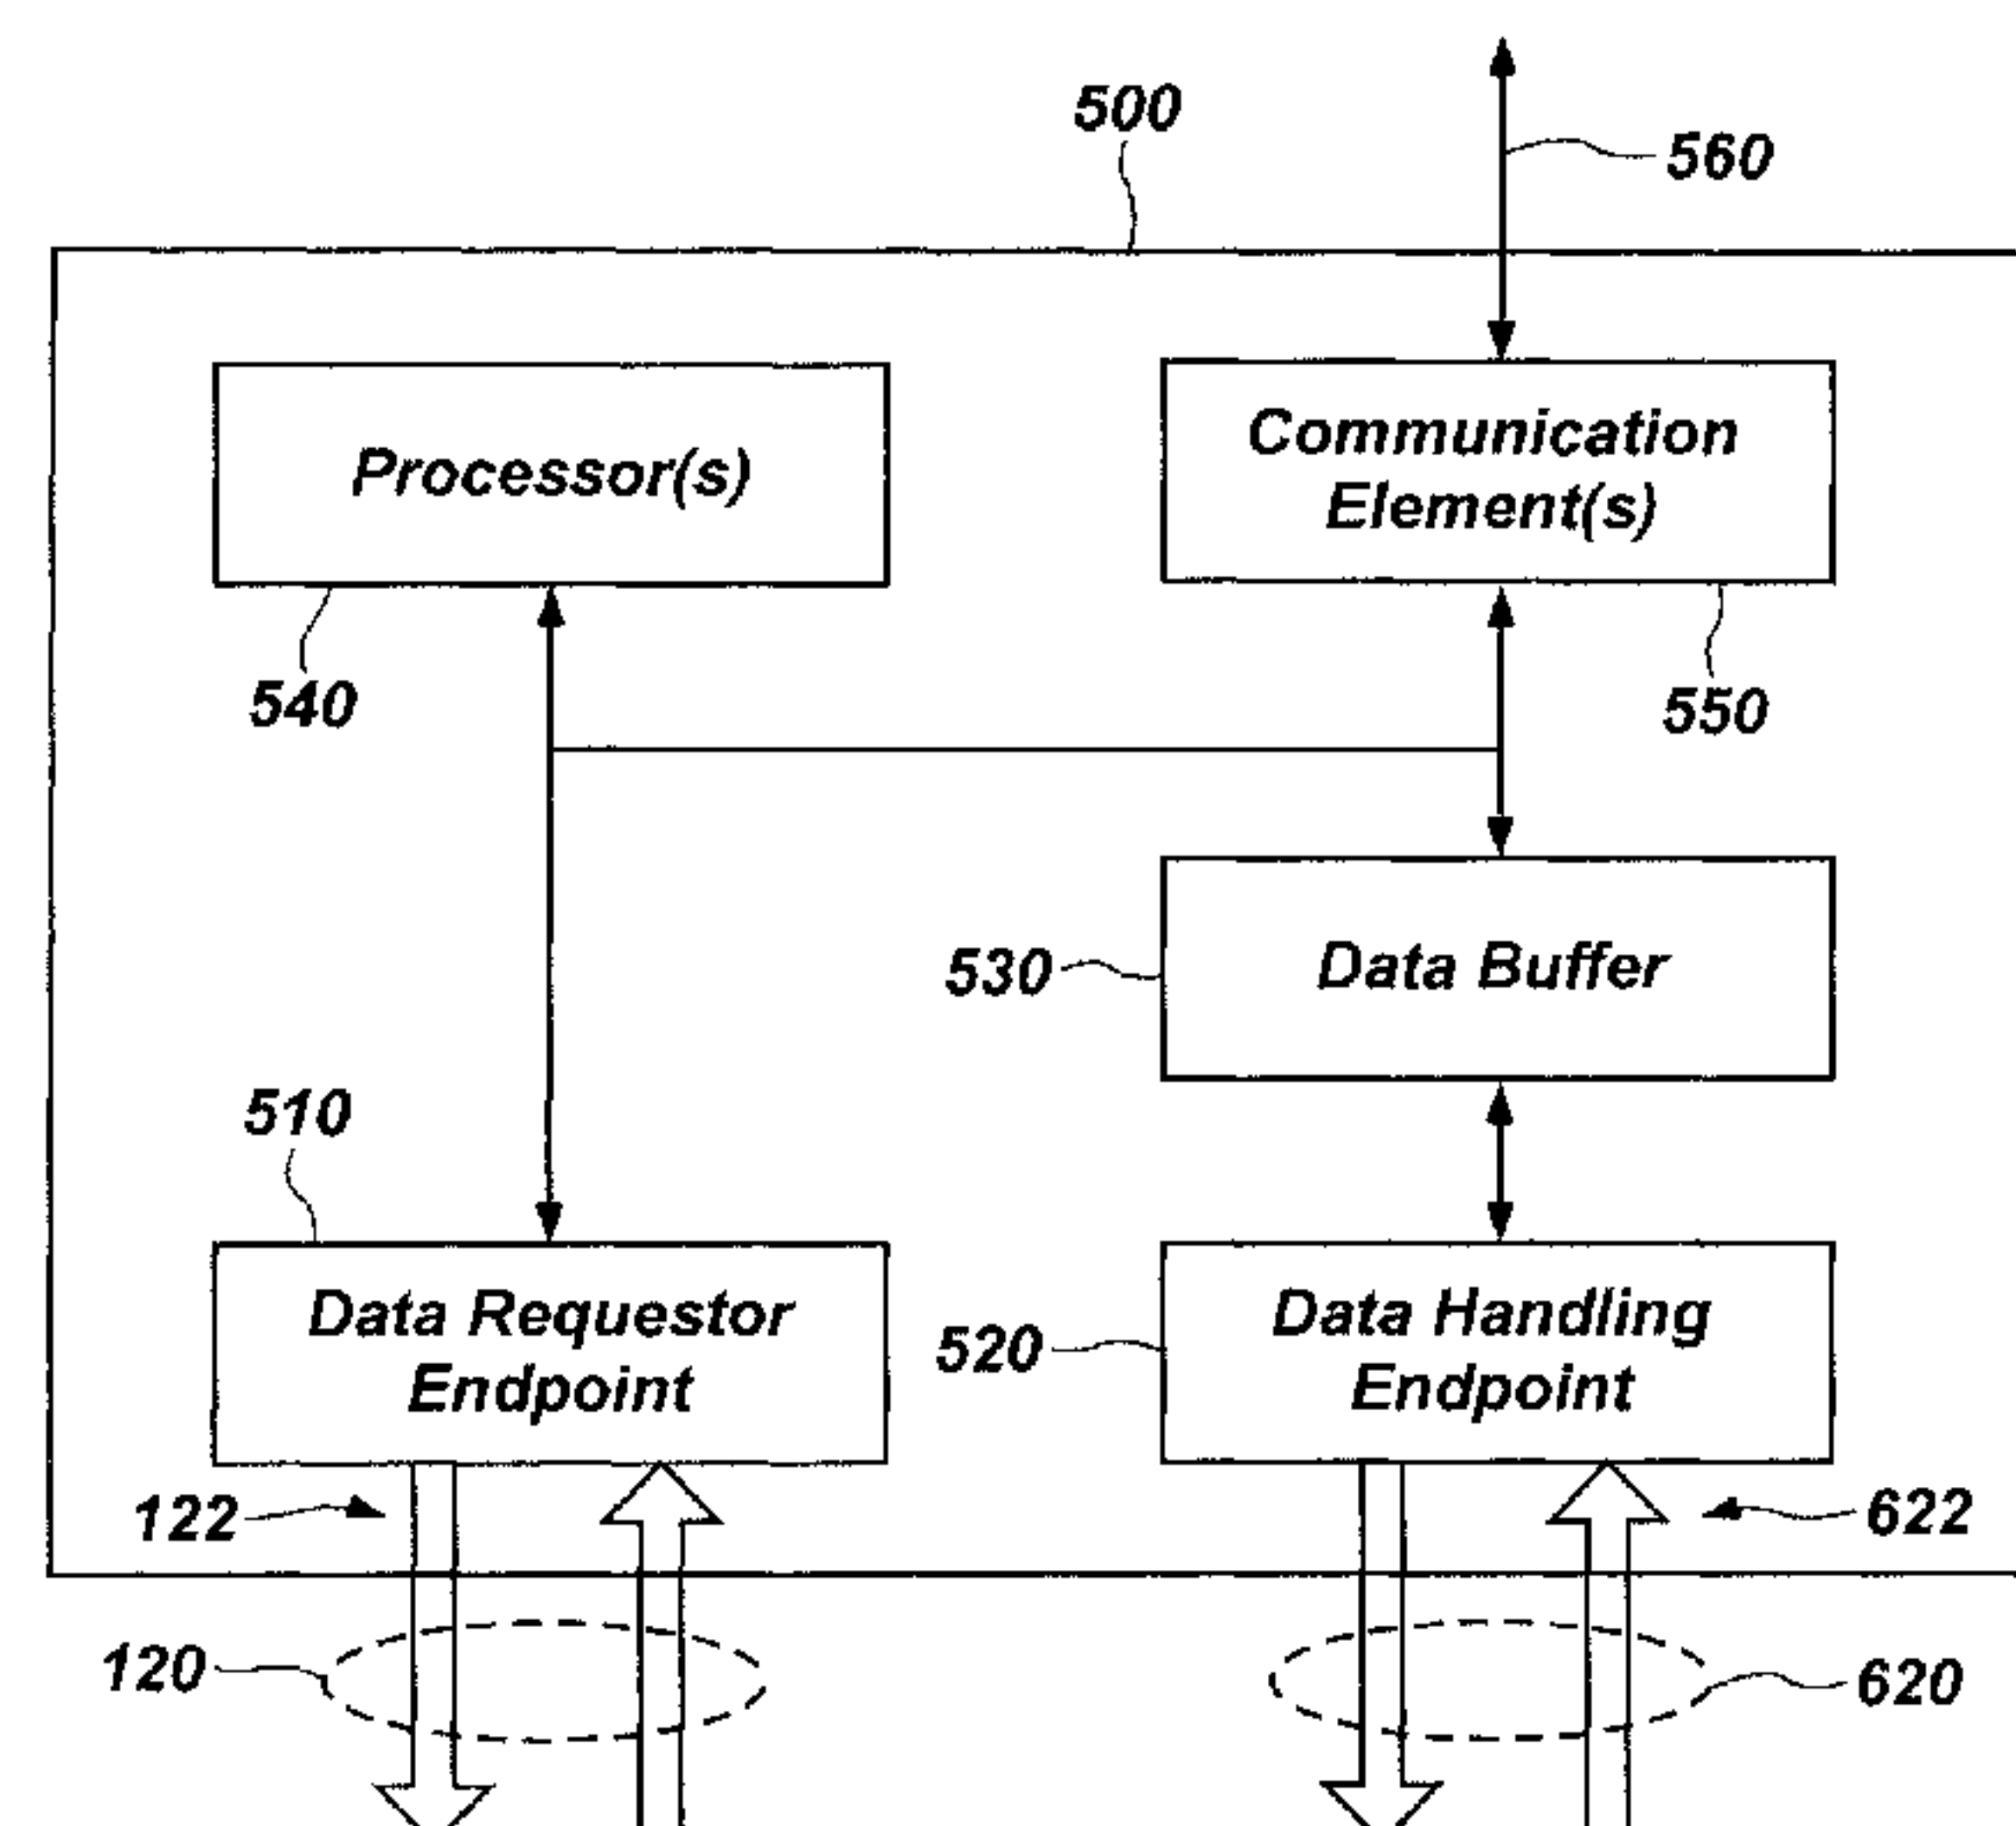 500
560
Processor(s)
Communication
Element(s)
540
550
530
Data Buffer
510
Data Requestor
Endpoint
520
Data Handling
Endpoint
122
622
120
620